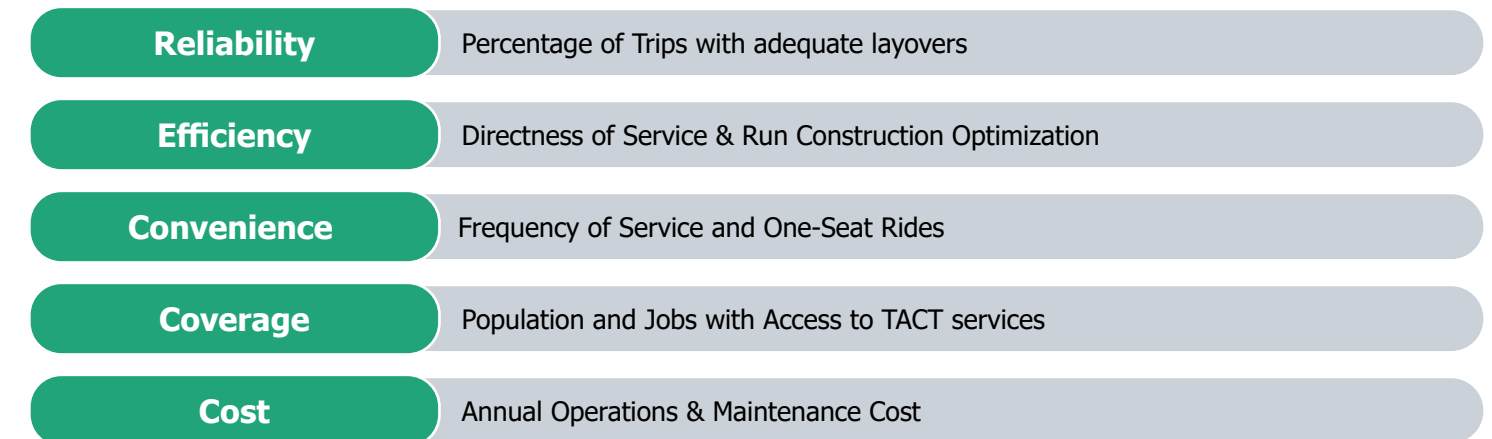 Reliability
Percentage of Trips with adequate layovers
Efficiency
Directness of Service & Run Construction Optimization
Convenience
Frequency of Service and One-Seat Rides
Coverage
Population and Jobs with Access to TACT services
Cost
Annual Operations & Maintenance Cost